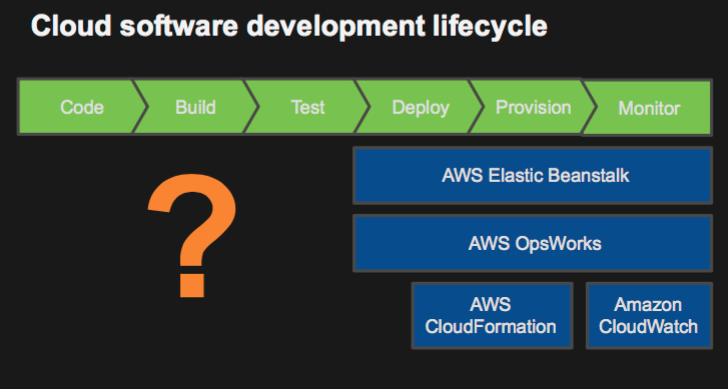 Cloud software development lifecycle
Code Build Test Deploy Provision Monitor
AWS Elastic Beanstalk
?
AWS OpsWorks
AWS
CloudFormation
Amazon
CloudWatch